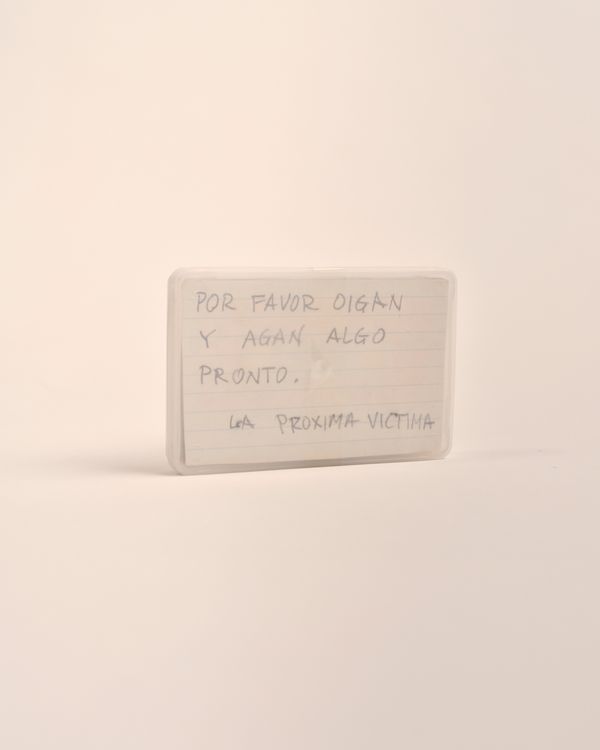 POR FAVOR OIGAN
Y AGAN ALGO
PRONTO.
LA PROXIMA VICTIMA